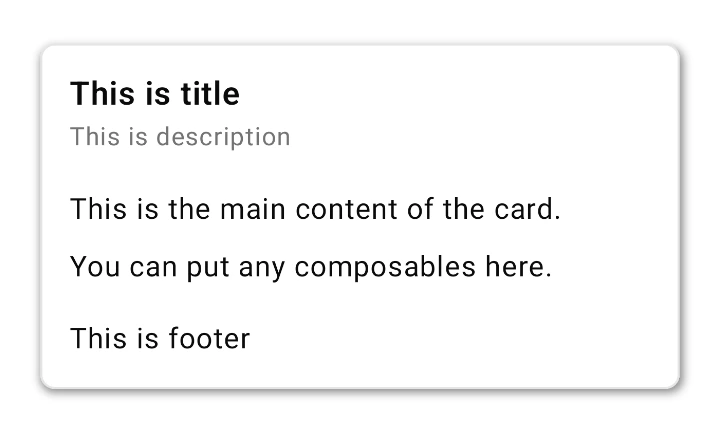 This is title
This is description
This is the main content of the card.
You can put any composables here.
This is footer